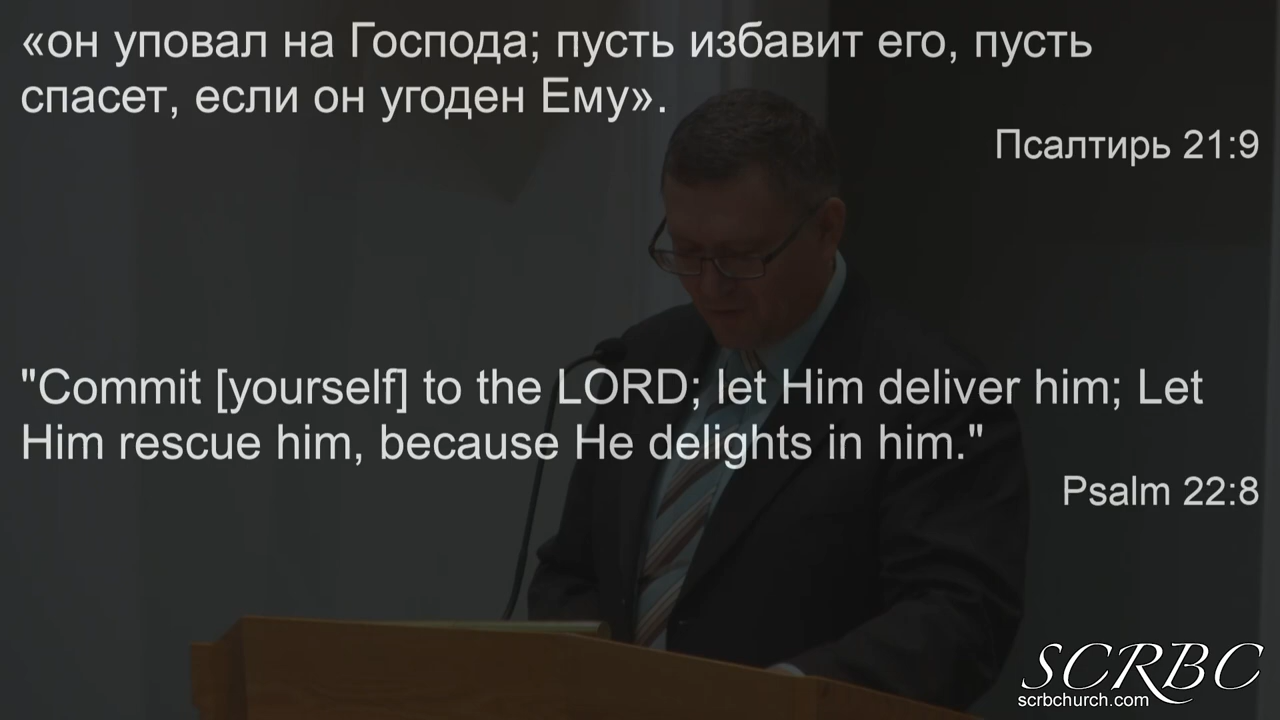 «он уповал на Господа; пусть избавит его, пусть
спасет, если он угоден Ему».
Псалтирь 21:9
"Commit [yourself] to the LORD; let Him deliver him; Let
Him rescue him, because He delights in him."
Psalm 22:8
SCRBC
scrbchurch.com